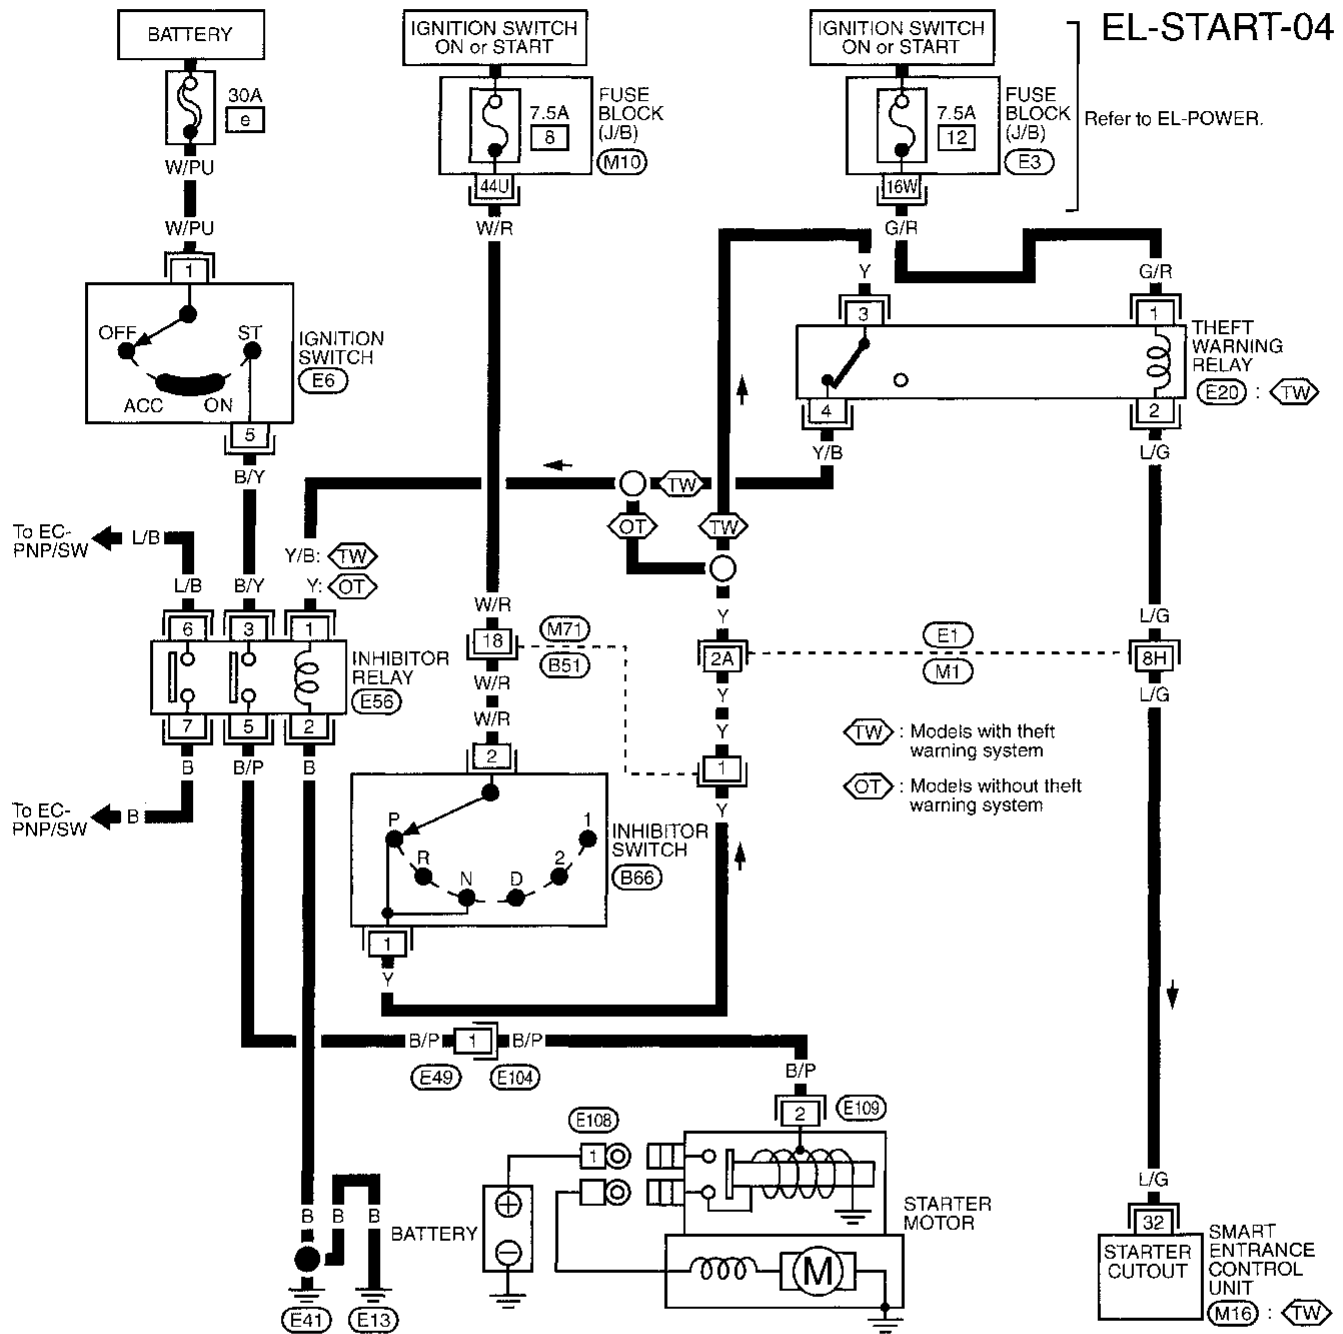 EL-START-04
BATTERY
IGNITION SWITCH
ON or START
IGNITION SWITCH
ON or START
30A
e
7.5A
8
FUSE
BLOCK
(J/B)
M10
7.5A
12
FUSE
BLOCK
(J/B)
E3
Refer to EL-POWER.
W/PU
44U
16W
W/PU
W/R
G/R
1
Y
G/R
3
1
OFF
ST
ACC
ON
IGNITION
SWITCH
E6
THEFT
WARNING
RELAY
E20 : TW
5
4
2
B/Y
Y/B
L/G
TW
OT
TW
To EC-
PNP/SW
L/B
Y/B: TW
L/B
B/Y
Y: OT
W/R
Y
L/G
6
3
1
18
M71
B51
2A
E1
M1
8H
INHIBITOR
RELAY
E56
W/R
Y
L/G
7
5
2
W/R
Y
B
B/P
B
2
1
TW : Models with theft
warning system
OT : Models without theft
warning system
To EC-
PNP/SW
B
Y
P
R
N
D
2
1
INHIBITOR
SWITCH
B66
1
Y
B/P
1
B/P
E49
E104
B/P
2
E109
E108
1
L/G
32
B
B
B
BATTERY
STARTER
MOTOR
M
STARTER
CUTOUT
SMART
ENTRANCE
CONTROL
UNIT
M16 : TW
E41
E13